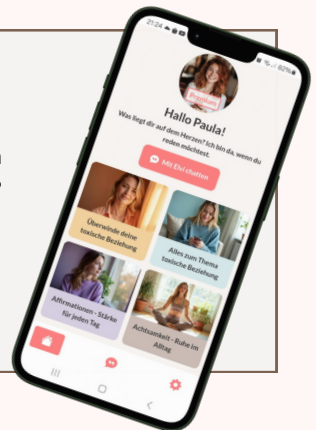 21:24
82%
Premium
Hallo Paula!
Was liegt dir auf dem Herzen? Ich bin da, wenn du
reden möchtest.
Mit Elvi chatten
Überwinde deine
toxische Beziehung
Alles zum Thema
toxische Beziehung
Affirmationen - Stärke
für jeden Tag
Achtsamkeit - Ruhe im
Alltag